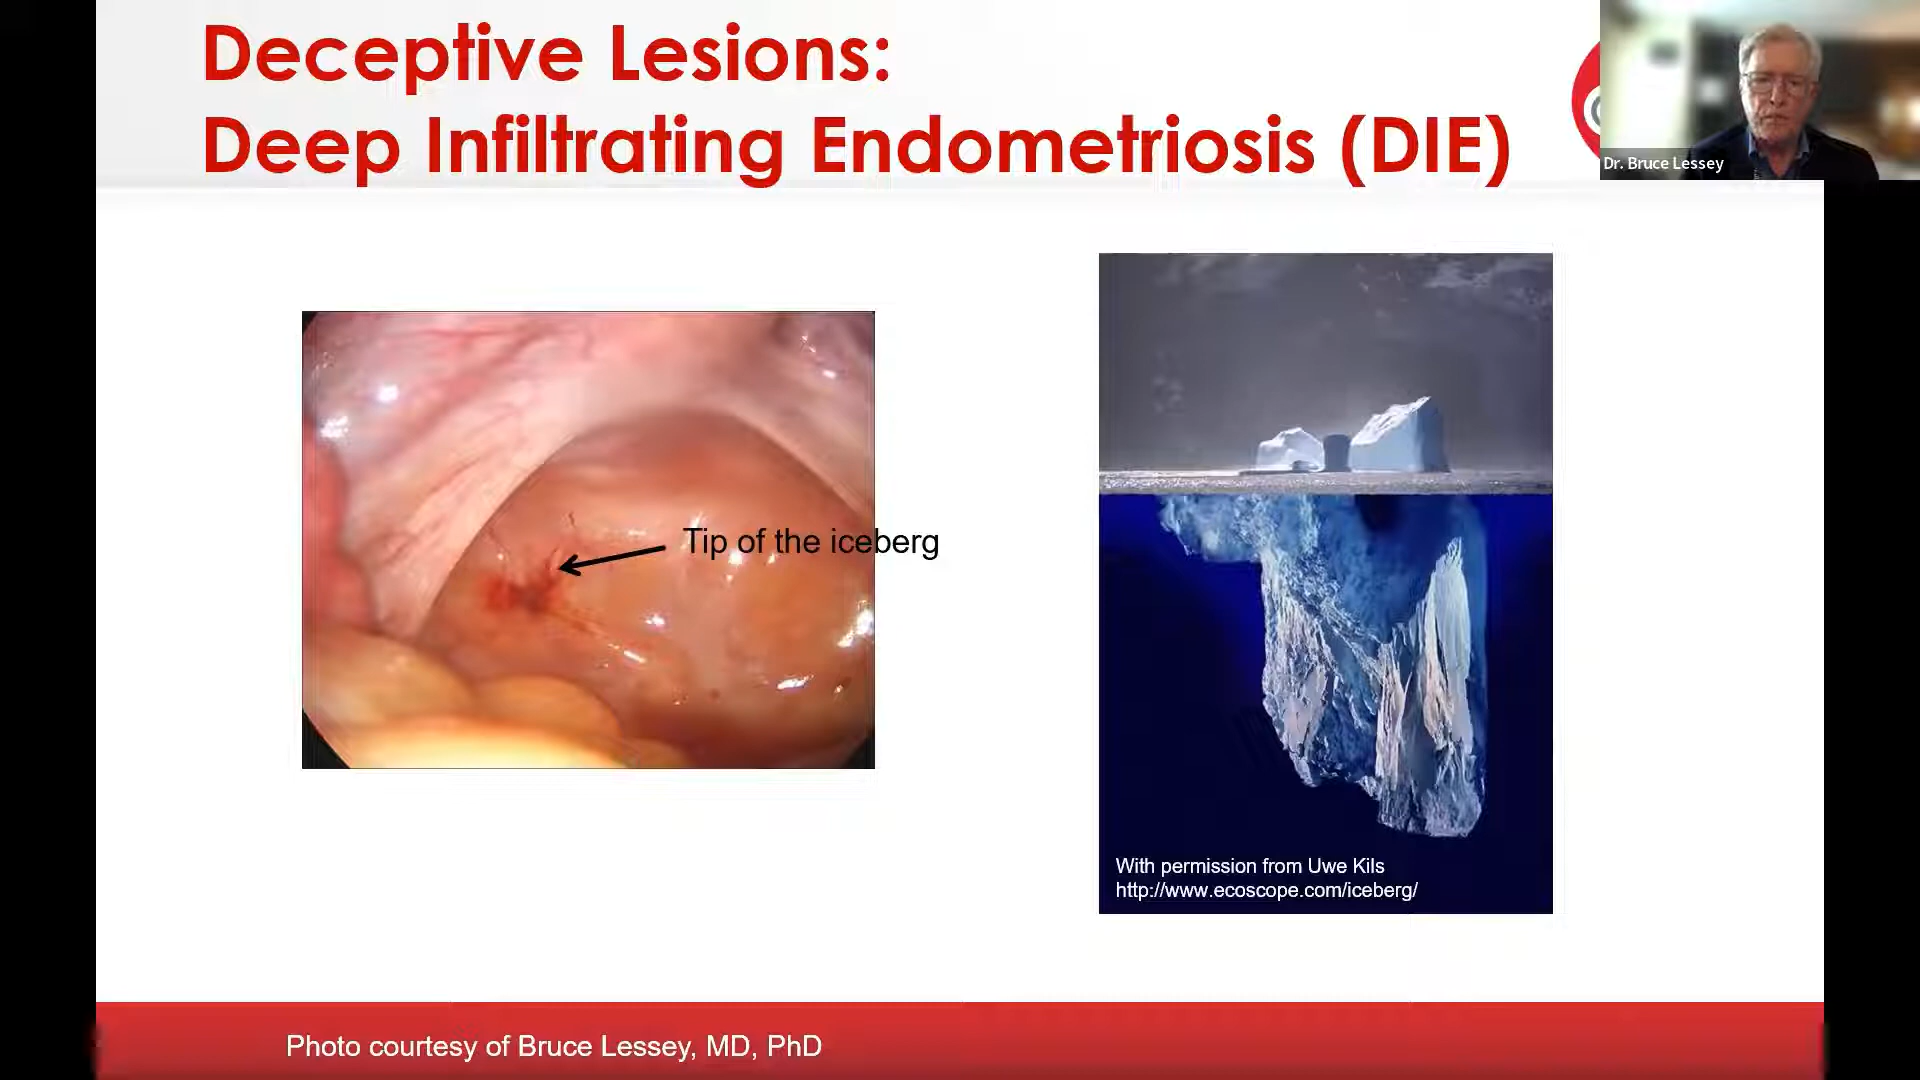 Deceptive Lesions:
Deep Infiltrating Endometriosis (DIE)
Dr. Bruce Lessey
Tip of the iceberg
With permission from Uwe Kils
http://www.ecoscope.com/iceberg/
Photo courtesy of Bruce Lessey, MD, PhD